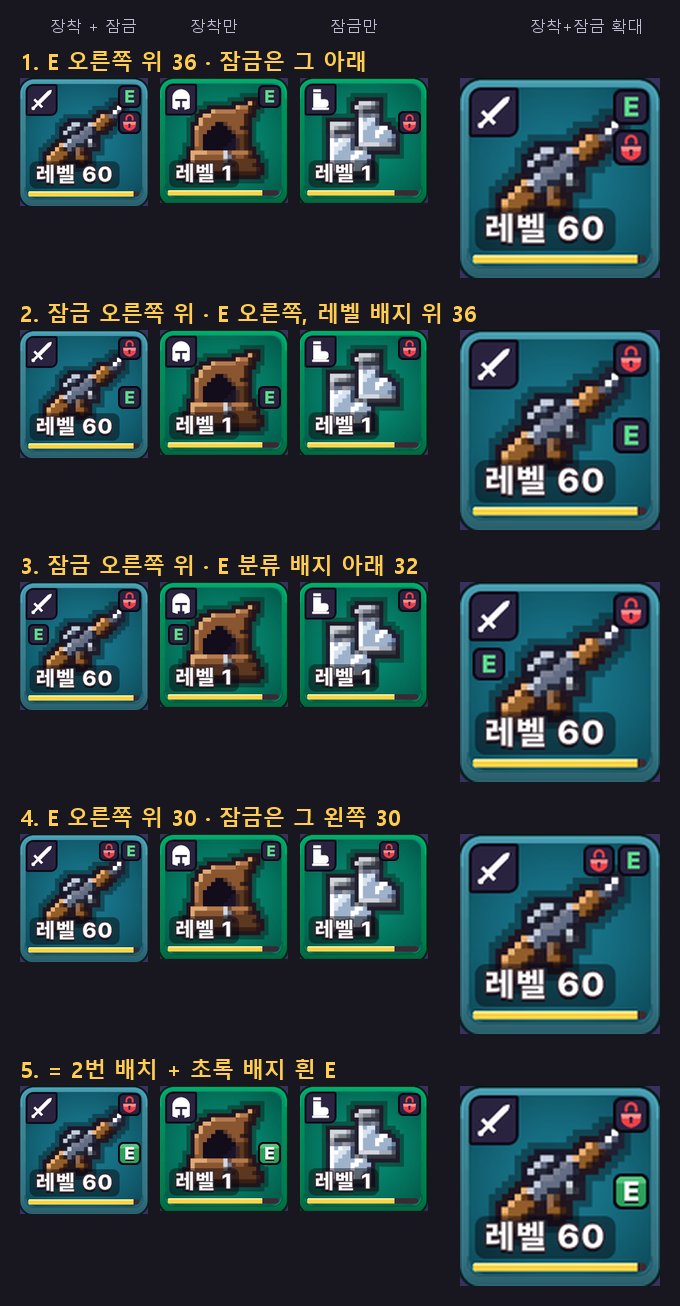 장착 + 잠금 장착만 잠금만 장착+잠금 확대
1. E 오른쪽 위 36 · 잠금은 그 아래
E E E
레벨 60 레벨 1 레벨 1 레벨 60
2. 잠금 오른쪽 위 · E 오른쪽, 레벨 배지 위 36
E E E
레벨 60 레벨 1 레벨 1 레벨 60
3. 잠금 오른쪽 위 · E 분류 배지 아래 32
E E E
레벨 60 레벨 1 레벨 1 레벨 60
4. E 오른쪽 위 30 · 잠금은 그 왼쪽 30
E E E
레벨 60 레벨 1 레벨 1 레벨 60
5. = 2번 배치 + 초록 배지 흰 E
E E E
레벨 60 레벨 1 레벨 1 레벨 60